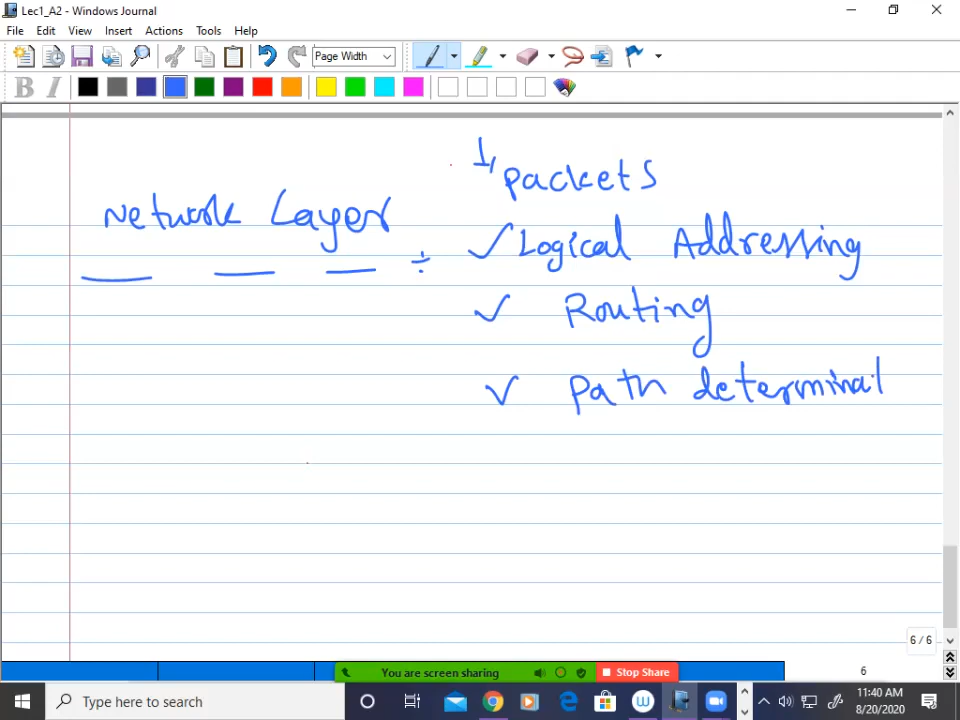 Lec1_A2 - Windows Journal
File Edit View Insert Actions Tools Help
Page Width
B I
packets
Network Layer ÷
Logical Addressing
Routing
Path determinat
6 / 6
6
You are screen sharing
Stop Share
Type here to search
11:40 AM
8/20/2020